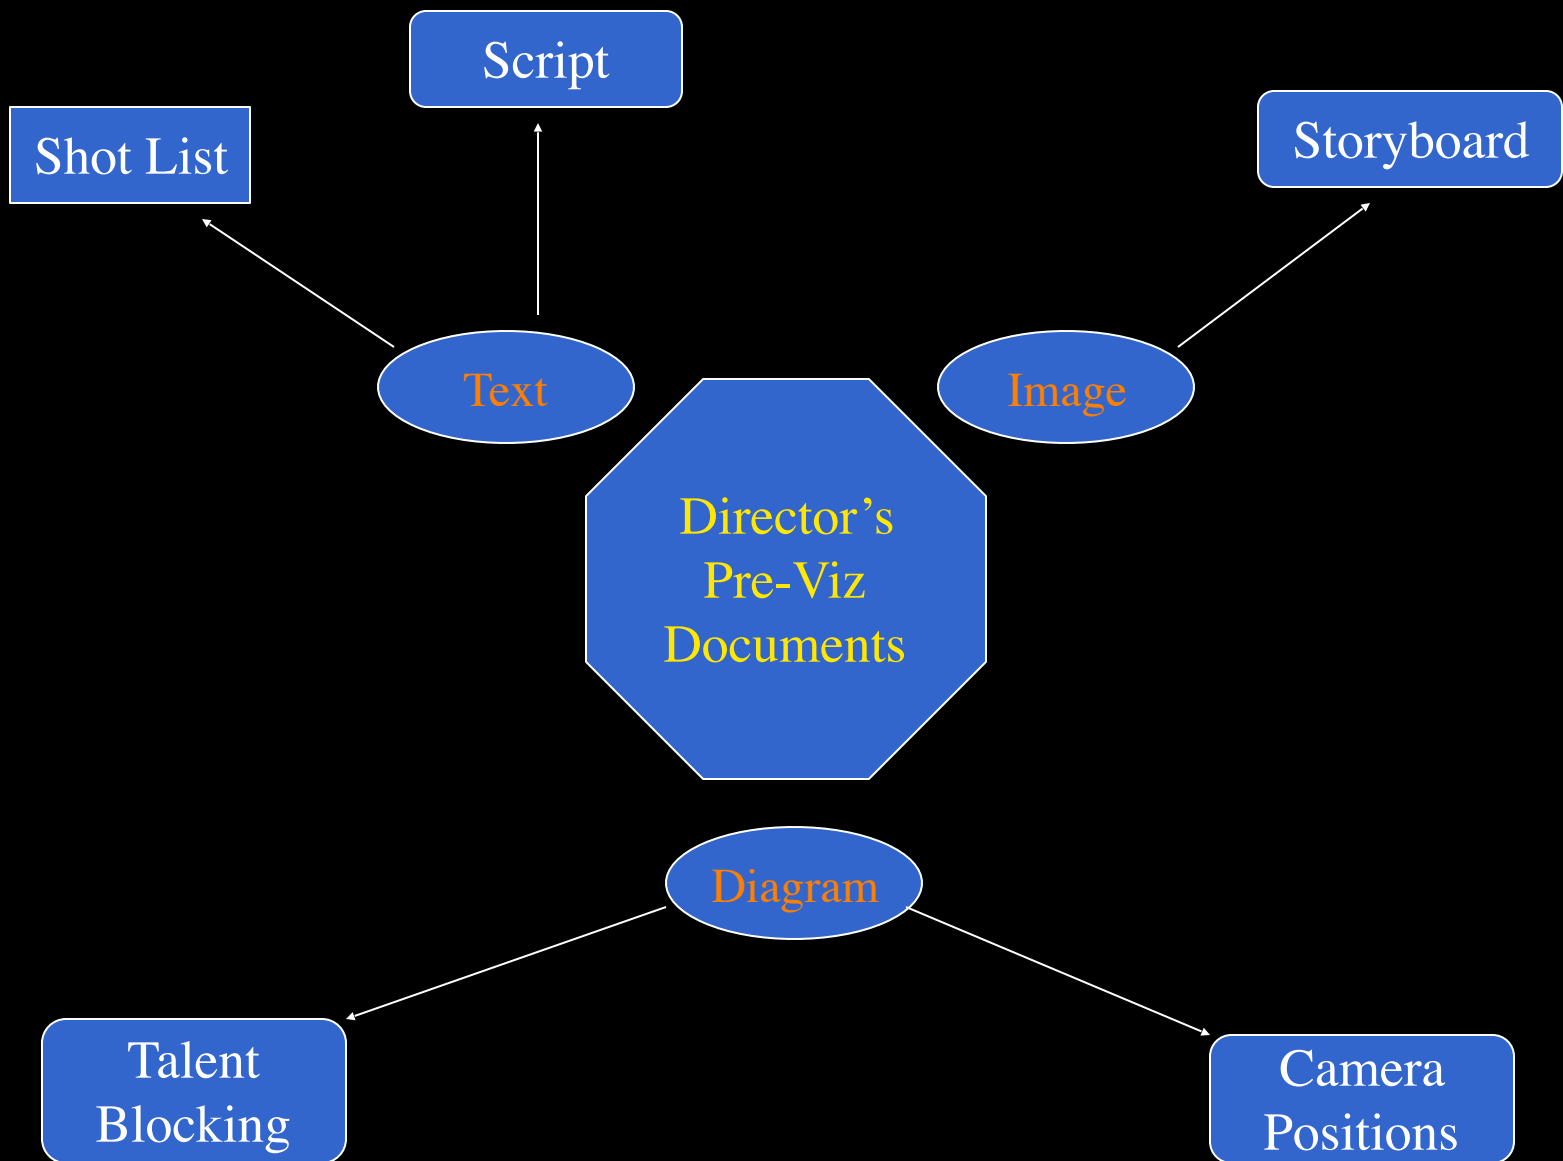 Script
Shot List
Storyboard
Text
Image
Director’s
Pre-Viz
Documents
Diagram
Talent
Blocking
Camera
Positions